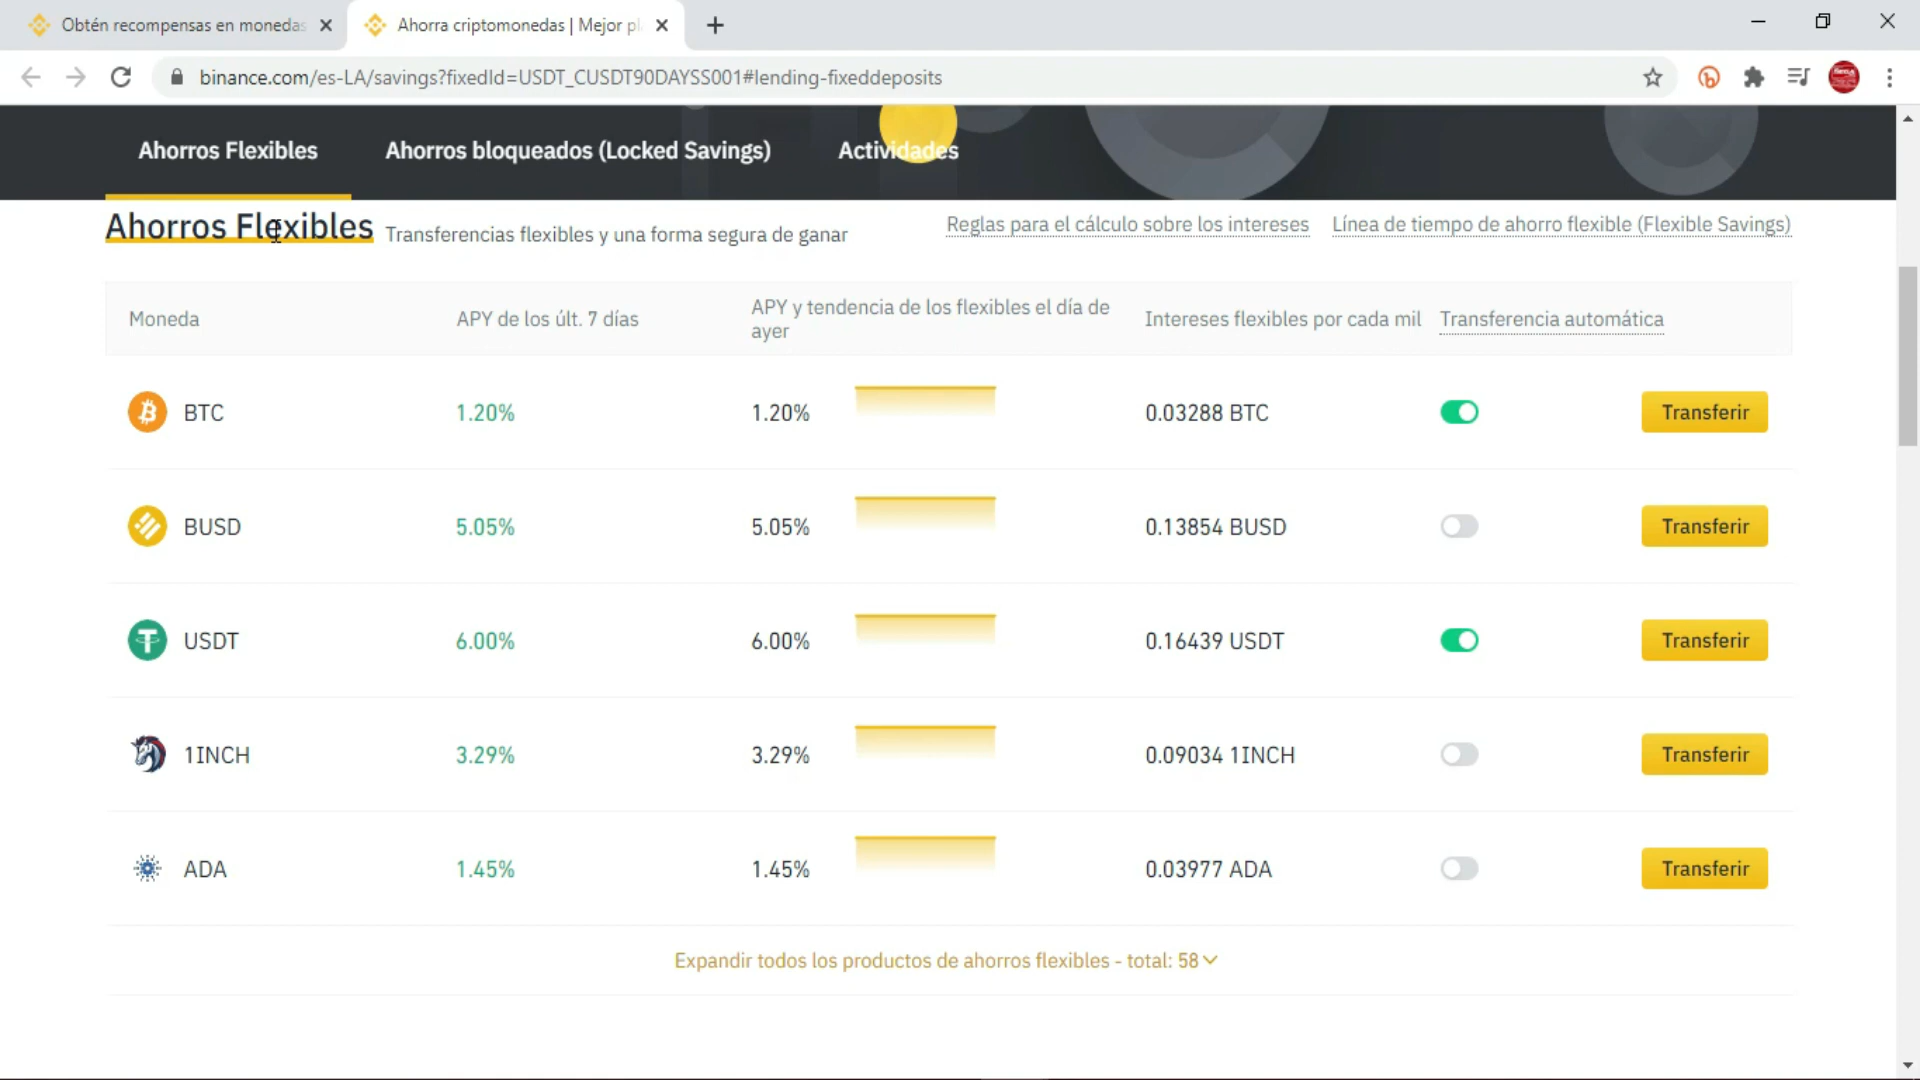 Obtén recompensas en monedas
Ahorra criptomonedas | Mejor pl
binance.com/es-LA/savings?fixedId=USDT_CUSDT90DAYSS001#lending-fixeddeposits
Ahorros Flexibles
Ahorros bloqueados (Locked Savings)
Actividades
Ahorros Flexibles
Transferencias flexibles y una forma segura de ganar
Reglas para el cálculo sobre los intereses
Línea de tiempo de ahorro flexible (Flexible Savings)
Moneda
APY de los últ. 7 días
APY y tendencia de los flexibles el día de
ayer
Intereses flexibles por cada mil
Transferencia automática
BTC
1.20%
1.20%
0.03288 BTC
Transferir
BUSD
5.05%
5.05%
0.13854 BUSD
Transferir
USDT
6.00%
6.00%
0.16439 USDT
Transferir
1INCH
3.29%
3.29%
0.09034 1INCH
Transferir
ADA
1.45%
1.45%
0.03977 ADA
Transferir
Expandir todos los productos de ahorros flexibles - total: 58